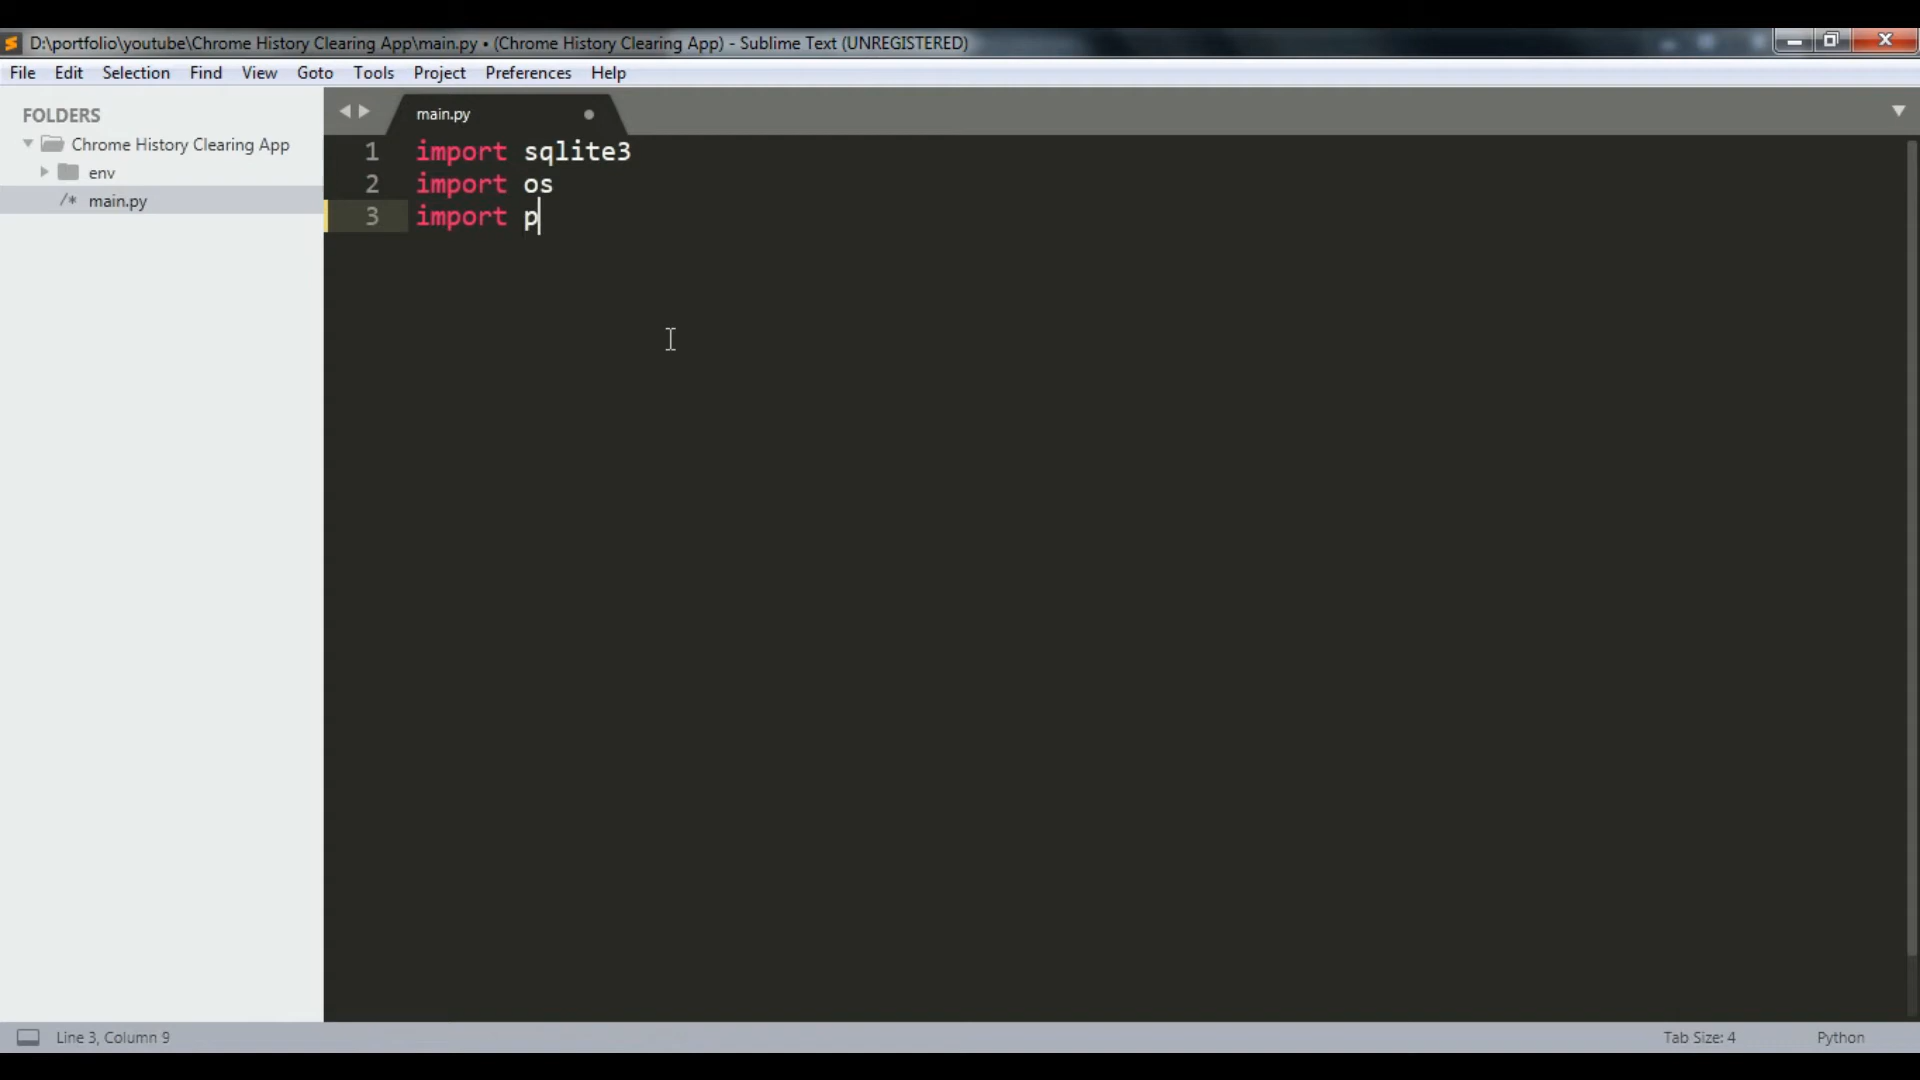 D:\portfolio\youtube\Chrome History Clearing App\main.py • (Chrome History Clearing App) - Sublime Text (UNREGISTERED)
File Edit Selection Find View Goto Tools Project Preferences Help
FOLDERS
Chrome History Clearing App
env
/* main.py
main.py
1 import sqlite3
2 import os
3 import p
Line 3, Column 9
Tab Size: 4
Python